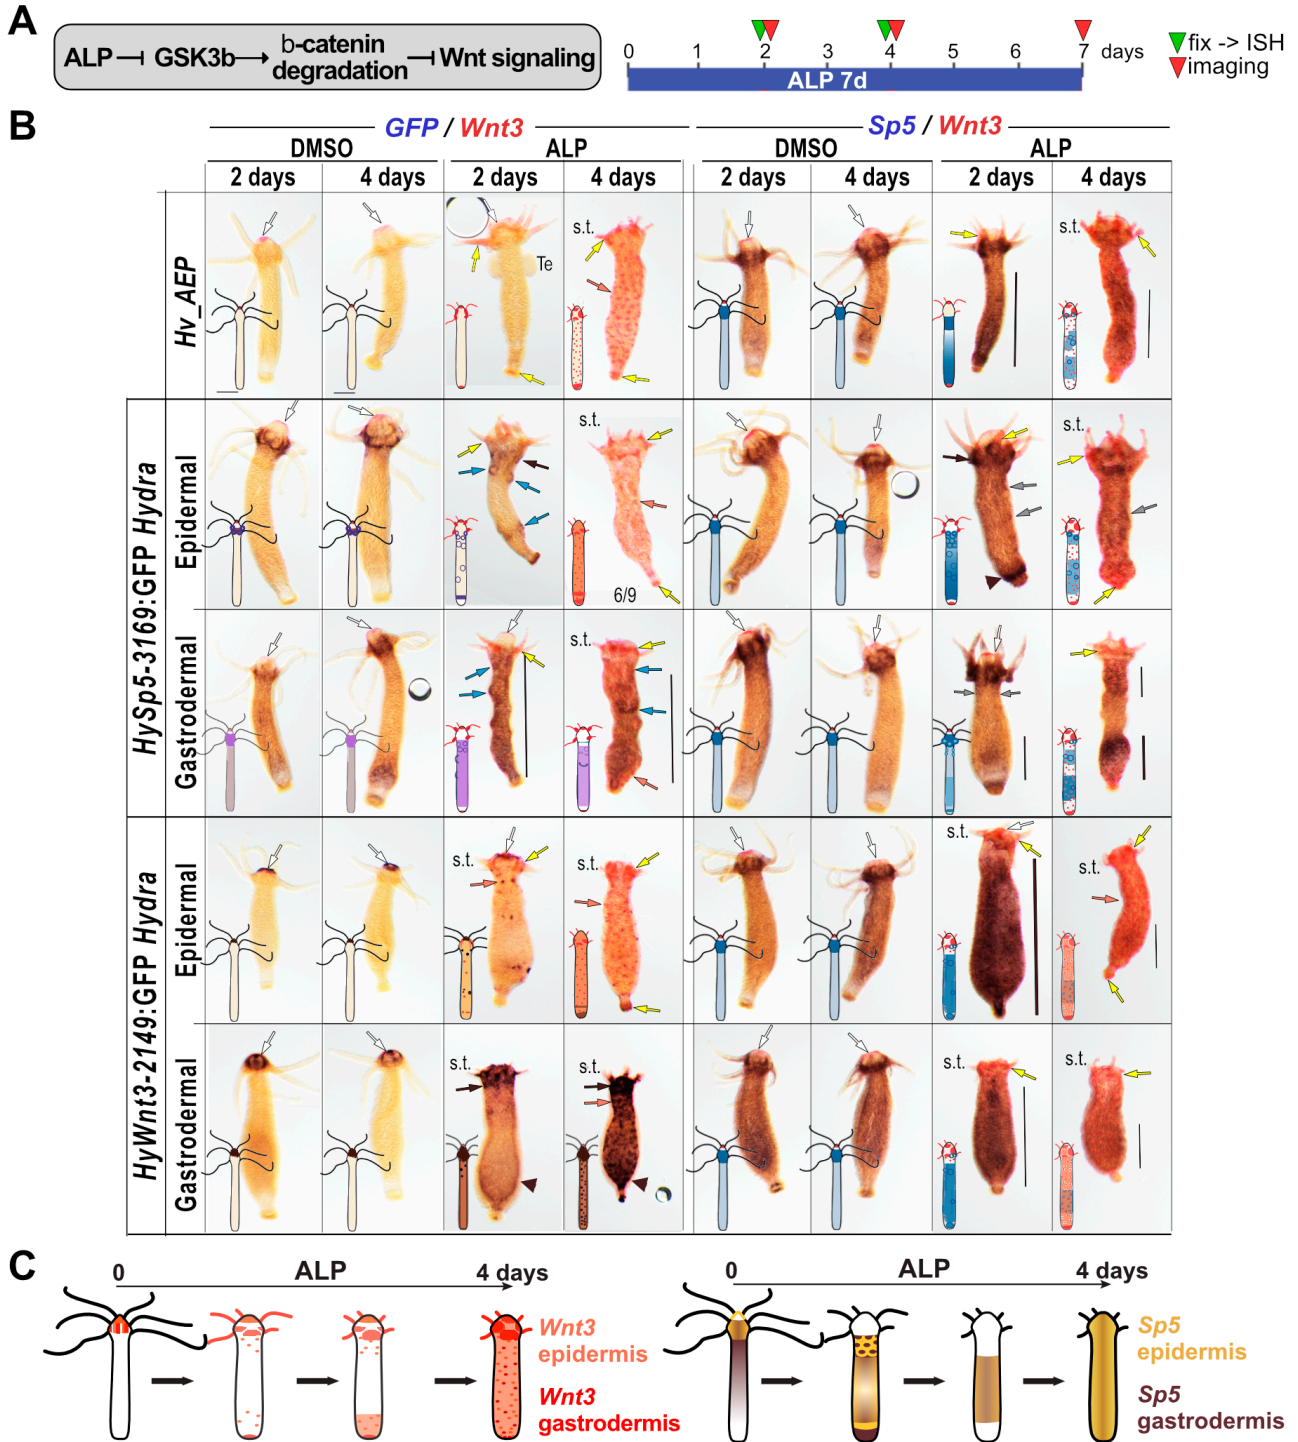 A
ALP ⊣ GSK3b → b-catenin degradation ⊣ Wnt signaling
0 1 2 3 4 5 6 7 days
ALP 7d
fix -> ISH
imaging
B
GFP / Wnt3
Sp5 / Wnt3
DMSO ALP DMSO ALP
2 days 4 days 2 days 4 days 2 days 4 days 2 days 4 days
Hv_AEP
Te
s.t.
s.t.
HySp5-3169:GFP Hydra
Epidermal
s.t.
6/9
s.t.
Gastrodermal
s.t.
HyWnt3-2149:GFP Hydra
Epidermal
s.t.
s.t.
s.t.
s.t.
Gastrodermal
s.t.
s.t.
s.t.
s.t.
C
0 ALP 4 days
Wnt3
epidermis
Wnt3
gastrodermis
0 ALP 4 days
Sp5
epidermis
Sp5
gastrodermis